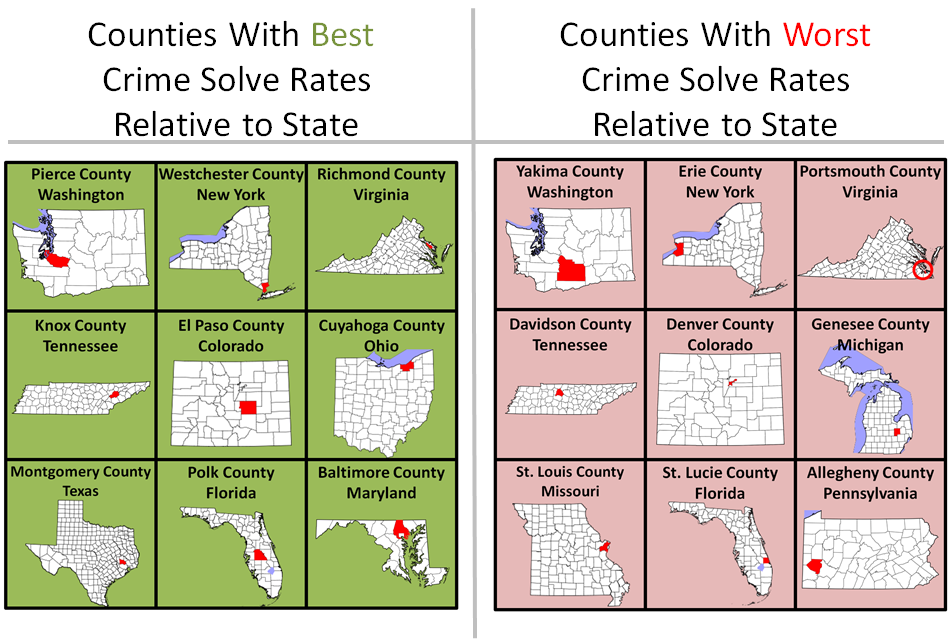 Counties With Best
Crime Solve Rates
Relative to State
Pierce County
Washington
Westchester County
New York
Richmond County
Virginia
Knox County
Tennessee
El Paso County
Colorado
Cuyahoga County
Ohio
Montgomery County
Texas
Polk County
Florida
Baltimore County
Maryland
Counties With Worst
Crime Solve Rates
Relative to State
Yakima County
Washington
Erie County
New York
Portsmouth County
Virginia
Davidson County
Tennessee
Denver County
Colorado
Genesee County
Michigan
St. Louis County
Missouri
St. Lucie County
Florida
Allegheny County
Pennsylvania